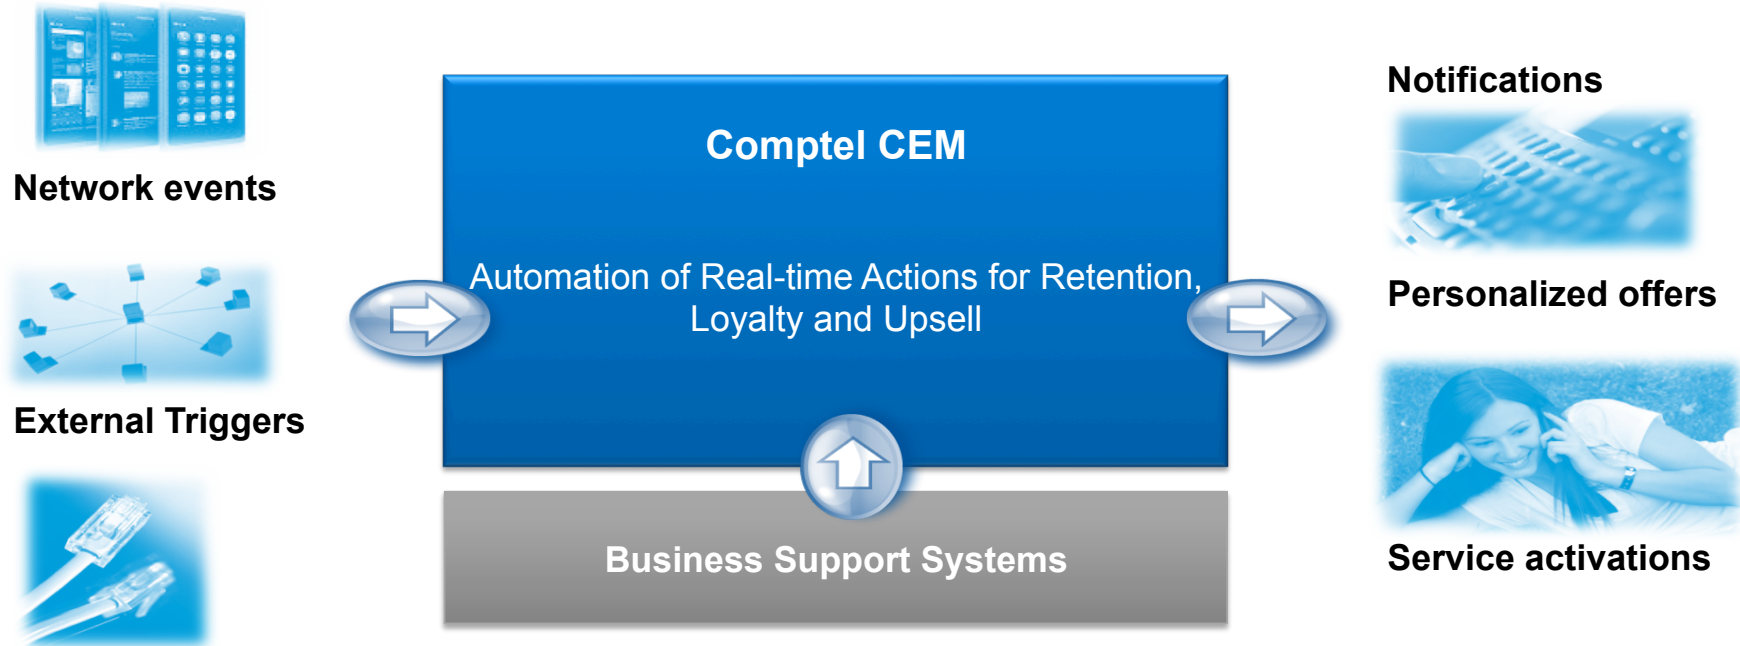 Network events
External Triggers
Comptel CEM
Automation of Real-time Actions for Retention,
Loyalty and Upsell
Business Support Systems
Notifications
Personalized offers
Service activations